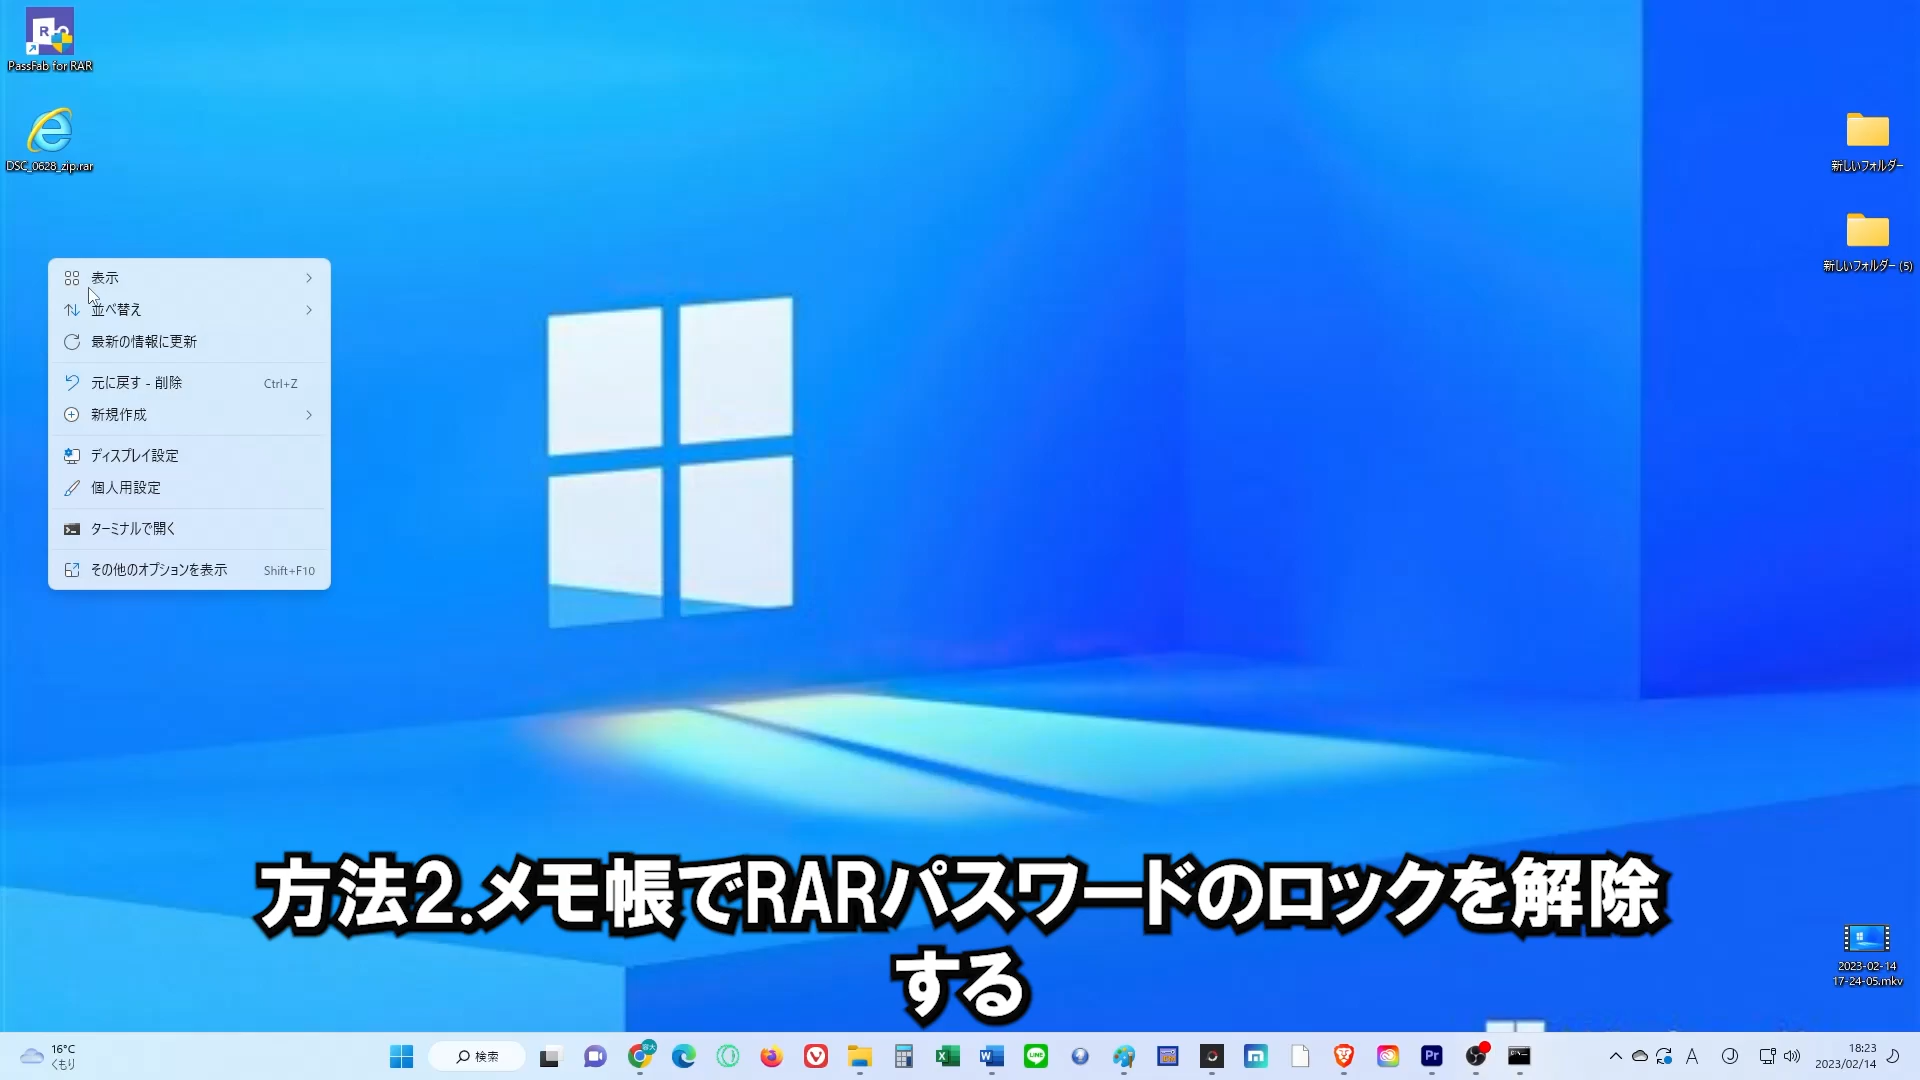 PassFab for RAR
DSC_0628_zip.rar
新しいフォルダー
新しいフォルダー (5)
表示
並べ替え
最新の情報に更新
元に戻す - 削除 Ctrl+Z
新規作成
ディスプレイ設定
個人用設定
ターミナルで開く
その他のオプションを表示 Shift+F10
方法2.メモ帳でRARパスワードのロックを解除
する
2023-02-14
17-24-05.mkv
16°C
くもり
検索
18:23
2023/02/14